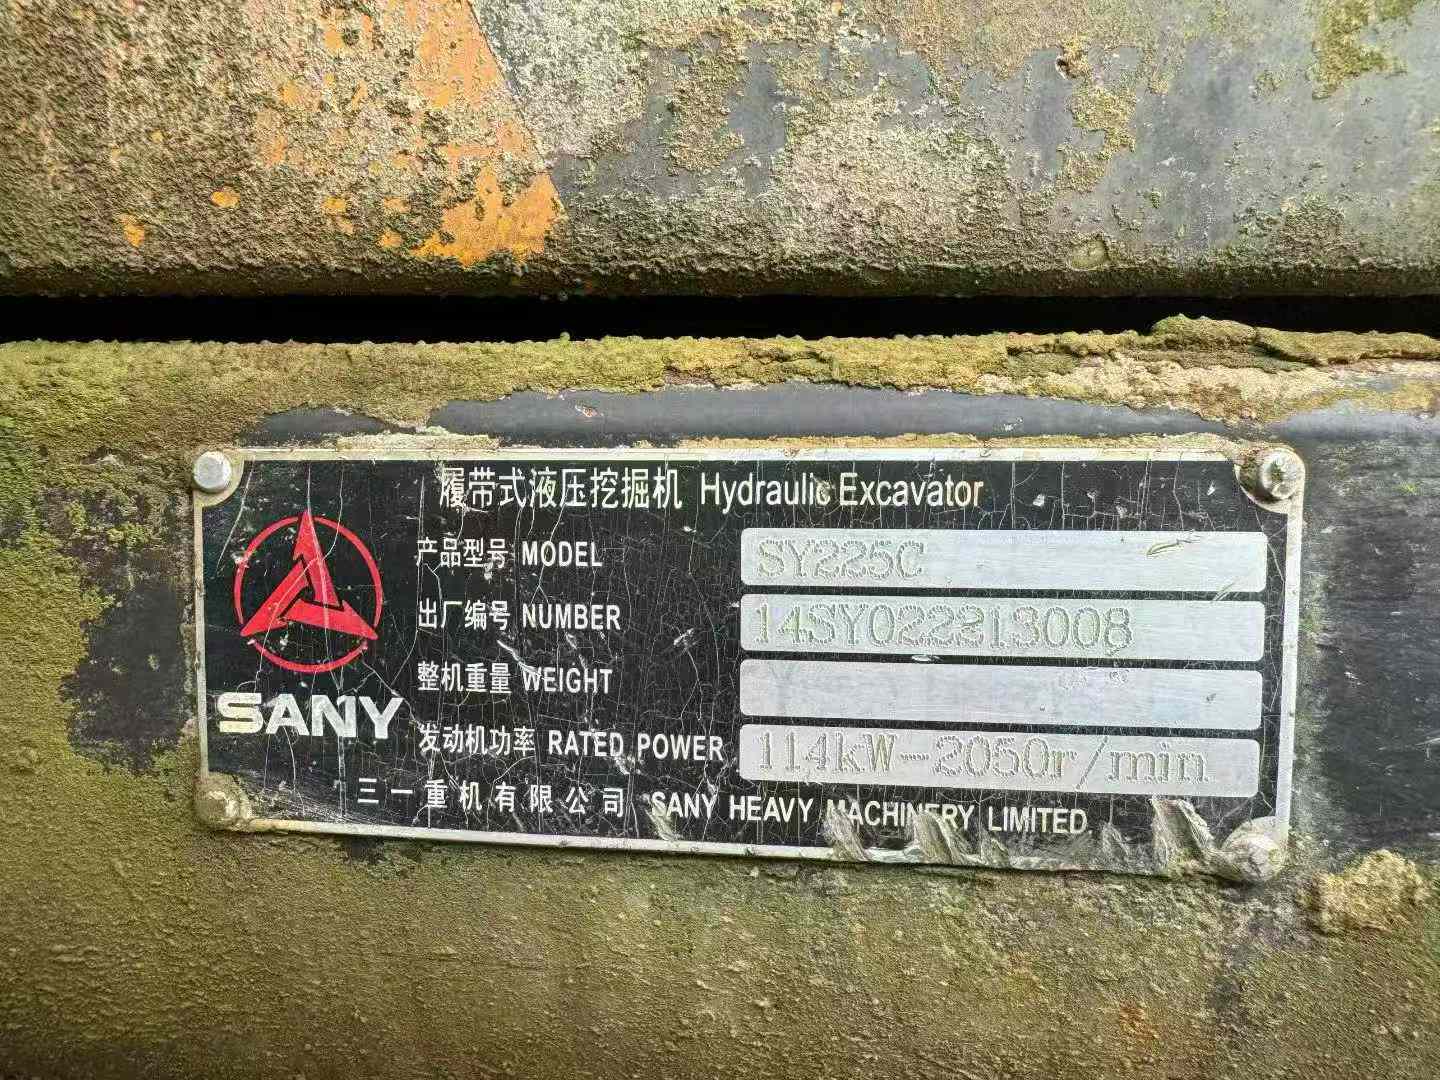 履带式液压挖掘机 Hydraulic Excavator
产品型号 MODEL SY225C
出厂编号 NUMBER 14SY022213008
整机重量 WEIGHT
发动机功率 RATED POWER 114kW-2050r/min
三一重机有限公司 SANY HEAVY MACHINERY LIMITED
SANY